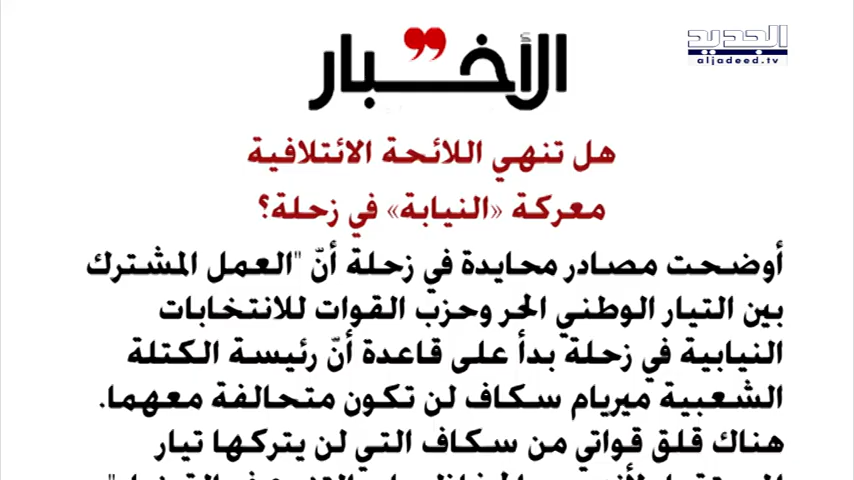 الأخبار
الجديد
aljadeed.tv
هل تنهي اللائحة الائتلافية
معركة «النيابة» في زحلة؟
أوضحت مصادر محايدة في زحلة أنّ "العمل المشترك
بين التيار الوطني الحر وحزب القوات للانتخابات
النيابية في زحلة بدأ على قاعدة أنّ رئيسة الكتلة
الشعبية ميريام سكاف لن تكون متحالفة معهما.
هناك قلق قواتي من سكاف التي لن يتركها تيار